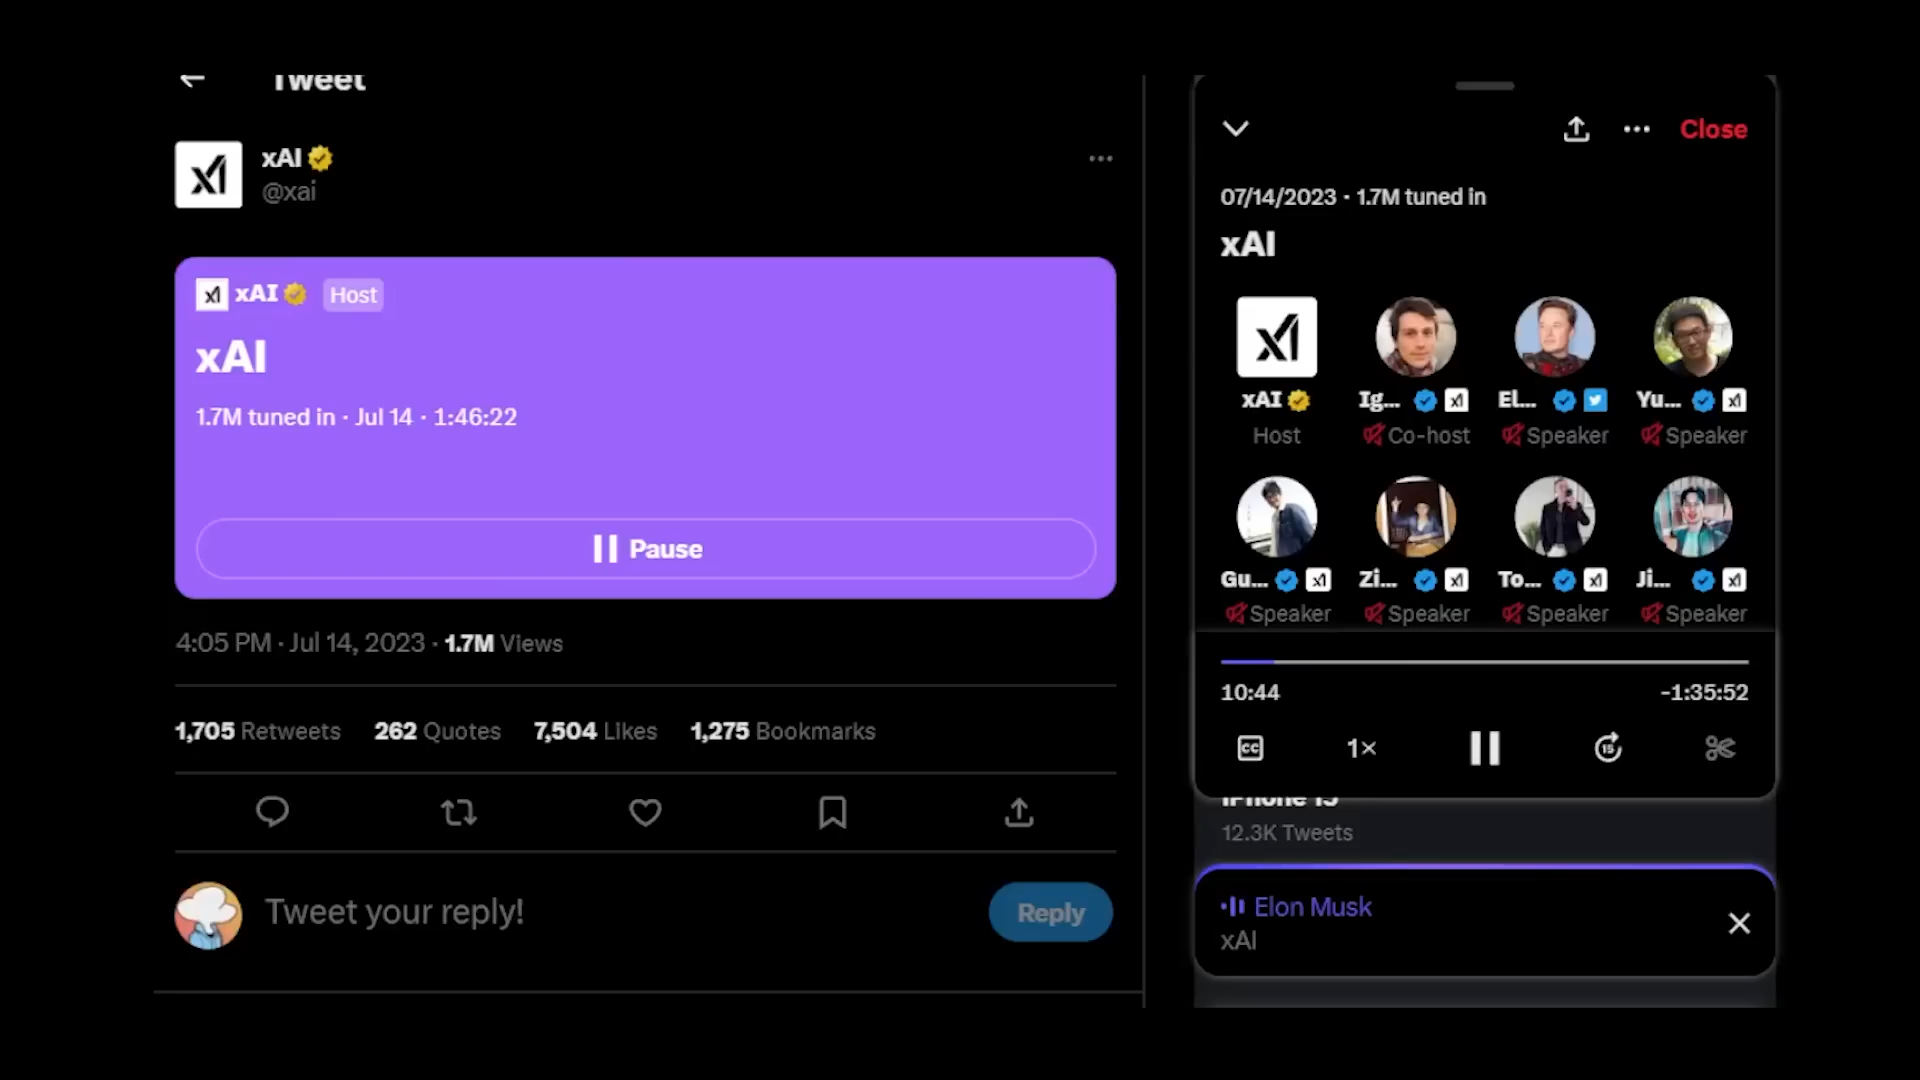 Tweet
xAI
@xai
xAI Host
xAI
1.7M tuned in · Jul 14 · 1:46:22
Pause
4:05 PM · Jul 14, 2023 · 1.7M Views
1,705 Retweets 262 Quotes 7,504 Likes 1,275 Bookmarks
Tweet your reply!
Reply
Close
07/14/2023 · 1.7M tuned in
xAI
xAI Ig... El... Yu...
Host Co-host Speaker Speaker
Gu... Zi... To... Ji...
Speaker Speaker Speaker Speaker
10:44 -1:35:52
CC 1× 15
iPhone 15
12.3K Tweets
Elon Musk
xAI